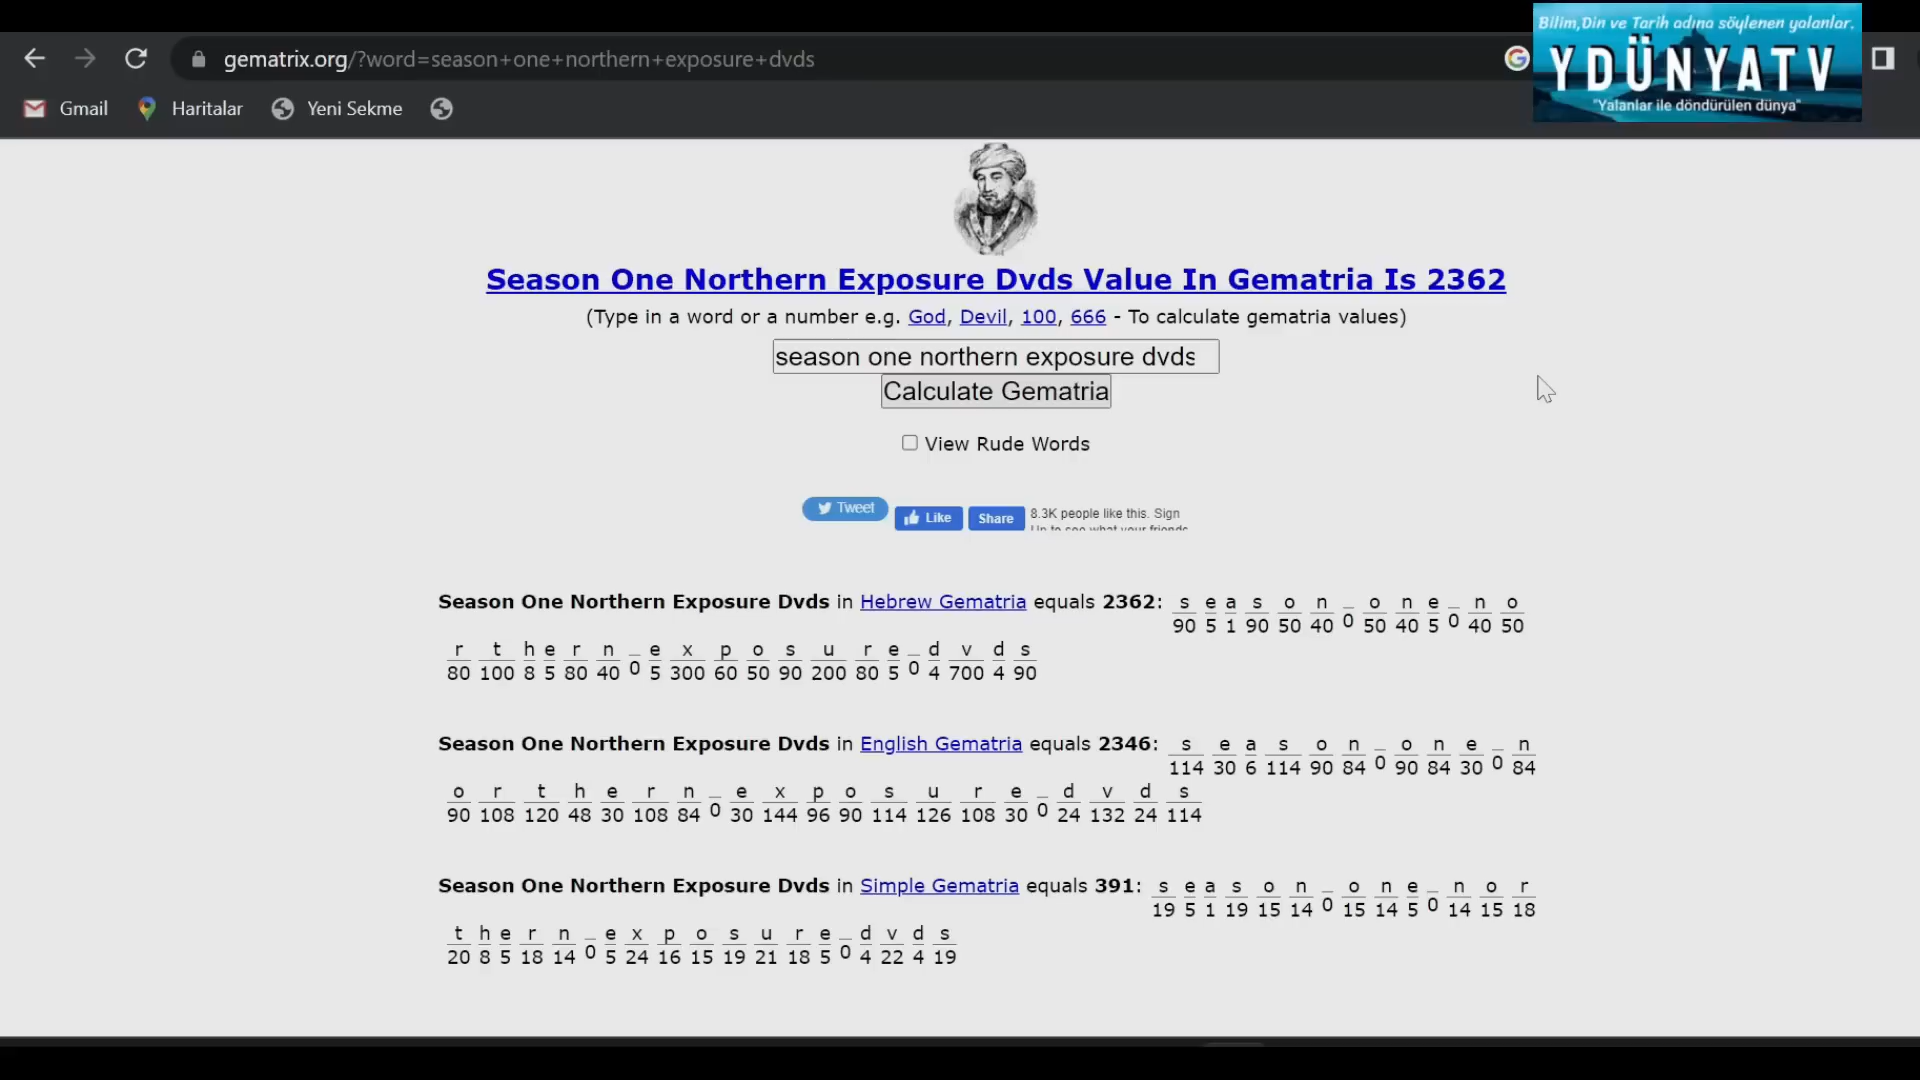 Bilim,Din ve Tarih adına söylenen yalanlar.
YDÜNYATV
"Yalanlar ile döndürülen dünya"
gematrix.org/?word=season+one+northern+exposure+dvds
Gmail Haritalar Yeni Sekme
Season One Northern Exposure Dvds Value In Gematria Is 2362
(Type in a word or a number e.g. God, Devil, 100, 666 - To calculate gematria values)
season one northern exposure dvds
Calculate Gematria
View Rude Words
Tweet Like Share 8.3K people like this. Sign
Up to see what your friends
Season One Northern Exposure Dvds in Hebrew Gematria equals 2362: s e a s o n _ o n e _ n o
90 5 1 90 50 40 0 50 40 5 0 40 50
r t h e r n _ e x p o s u r e _ d v d s
80 100 8 5 80 40 0 5 300 60 50 90 200 80 5 0 4 700 4 90
Season One Northern Exposure Dvds in English Gematria equals 2346: s e a s o n _ o n e _ n
114 30 6 114 90 84 0 90 84 30 0 84
o r t h e r n _ e x p o s u r e _ d v d s
90 108 120 48 30 108 84 0 30 144 96 90 114 126 108 30 0 24 132 24 114
Season One Northern Exposure Dvds in Simple Gematria equals 391: s e a s o n _ o n e _ n o r
19 5 1 19 15 14 0 15 14 5 0 14 15 18
t h e r n _ e x p o s u r e _ d v d s
20 8 5 18 14 0 5 24 16 15 19 21 18 5 0 4 22 4 19